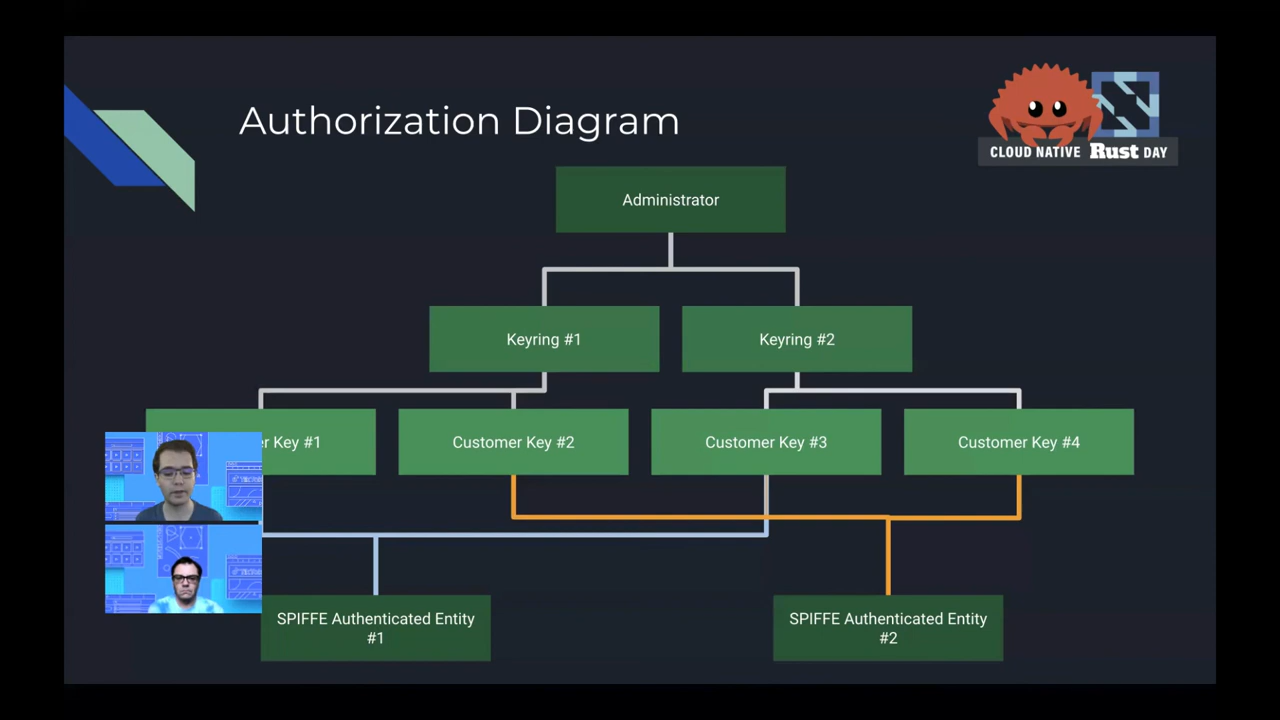 Authorization Diagram
CLOUD NATIVE Rust DAY
Administrator
Keyring #1
Keyring #2
Key #1
Customer Key #2
Customer Key #3
Customer Key #4
SPIFFE Authenticated Entity
#1
SPIFFE Authenticated Entity
#2